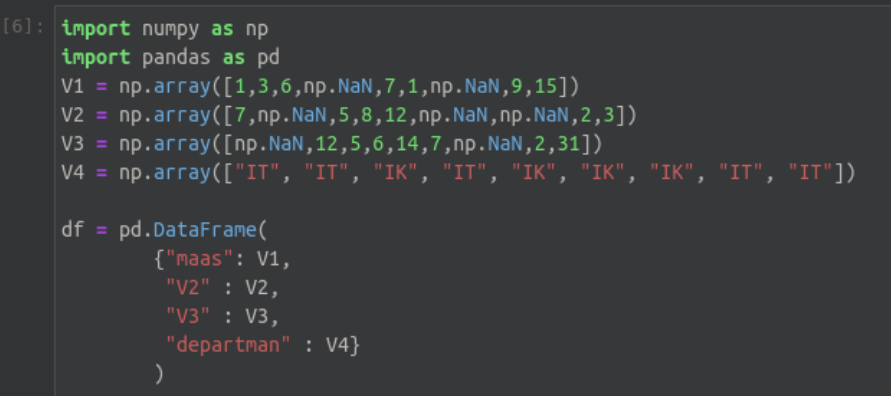 [6]: import numpy as np
import pandas as pd
V1 = np.array([1,3,6,np.NaN,7,1,np.NaN,9,15])
V2 = np.array([7,np.NaN,5,8,12,np.NaN,np.NaN,2,3])
V3 = np.array([np.NaN,12,5,6,14,7,np.NaN,2,31])
V4 = np.array(["IT", "IT", "IK", "IT", "IK", "IK", "IK", "IT", "IT"])
df = pd.DataFrame(
{"maas": V1,
"V2" : V2,
"V3" : V3,
"departman" : V4}
)